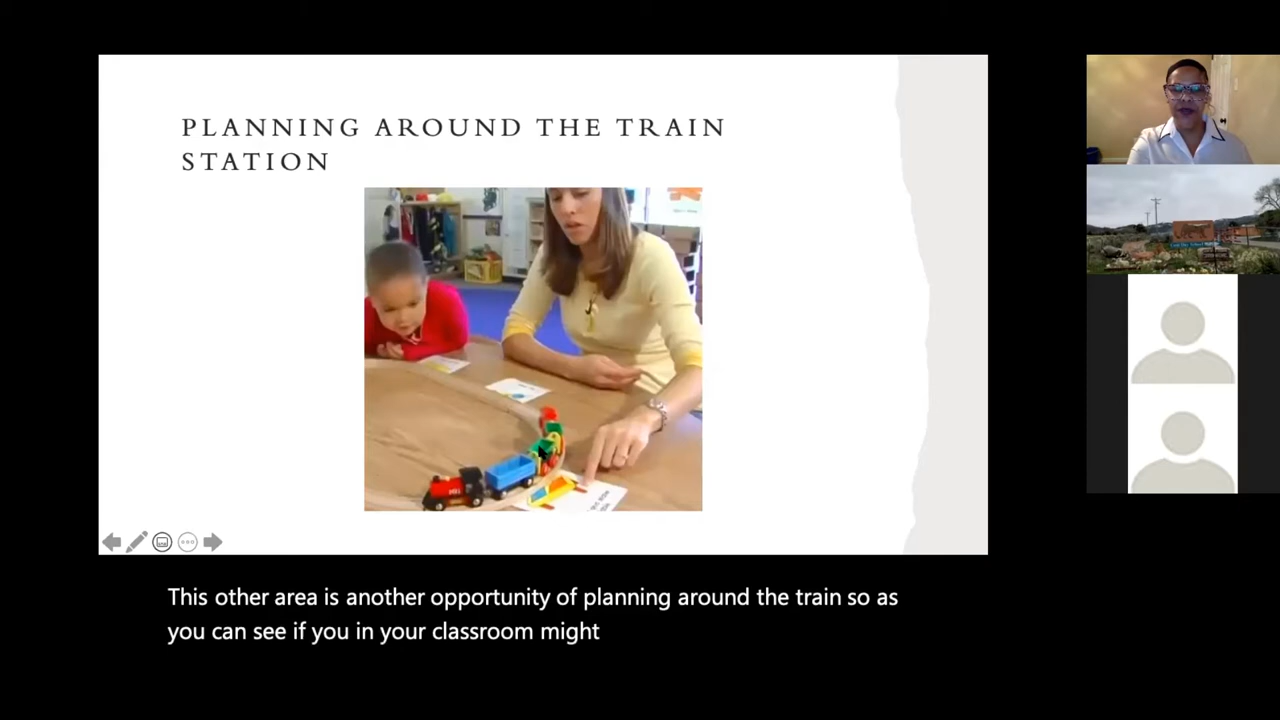 PLANNING AROUND THE TRAIN
STATION
This other area is another opportunity of planning around the train so as
you can see if you in your classroom might